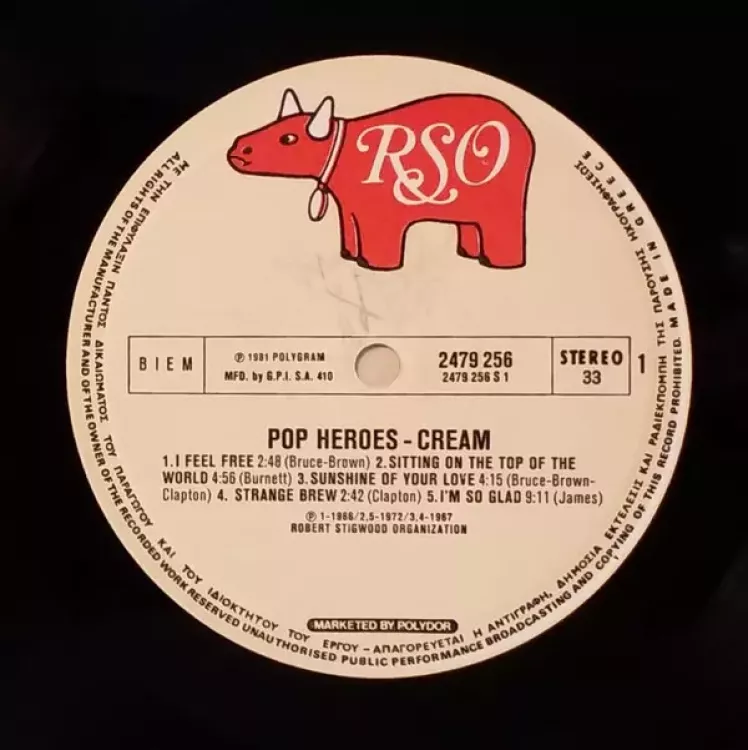 RSO
BIEM
℗ 1981 POLYGRAM
MFD. by G.P.I. S.A. 410
2479 256
2479 256 S 1
STEREO
33
1
POP HEROES - CREAM
1. I FEEL FREE 2:48 (Bruce-Brown) 2. SITTING ON THE TOP OF THE
WORLD 4:56 (Burnett) 3. SUNSHINE OF YOUR LOVE 4:15 (Bruce-Brown-
Clapton) 4. STRANGE BREW 2:42 (Clapton) 5. I'M SO GLAD 9:11 (James)
℗ 1-1966/2,5-1972/3,4-1967
ROBERT STIGWOOD ORGANIZATION
MARKETED BY POLYDOR
ΜΕ ΤΗΝ ΕΠΙΦΥΛΑΞΙΝ ΠΑΝΤΟΣ ΔΙΚΑΙΩΜΑΤΟΣ ΤΟΥ ΠΑΡΑΓΩΓΟΥ ΚΑΙ ΤΟΥ ΙΔΙΟΚΤΗΤΟΥ ΤΟΥ ΕΡΓΟΥ - ΑΠΑΓΟΡΕΥΕΤΑΙ Η ΑΝΤΙΓΡΑΦΗ, ΔΗΜΟΣΙΑ ΕΚΤΕΛΕΣΙΣ ΚΑΙ ΡΑΔΙΕΚΠΟΜΠΗ ΤΗΣ ΠΑΡΟΥΣΗΣ ΗΧΟΓΡΑΦΗΣΕΩΣ
ALL RIGHTS OF THE MANUFACTURER AND OF THE OWNER OF THE RECORDED WORK RESERVED UNAUTHORISED PUBLIC PERFORMANCE BROADCASTING AND COPYING OF THIS RECORD PROHIBITED. MADE IN GREECE